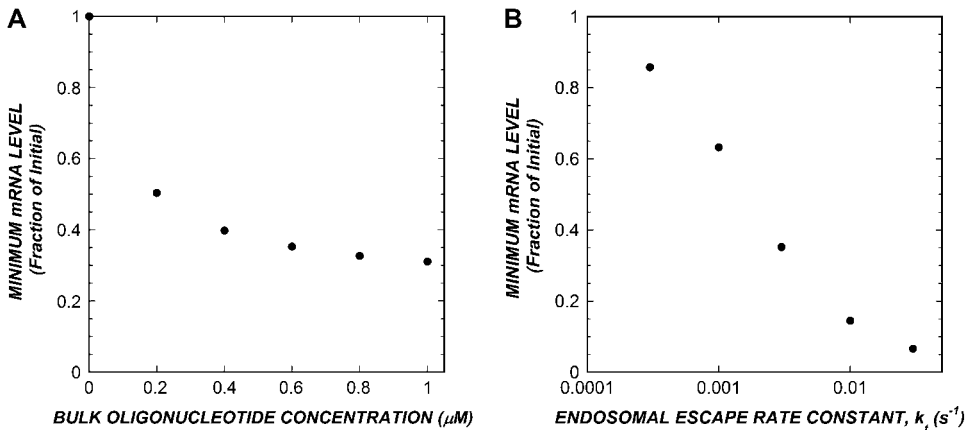 A
MINIMUM mRNA LEVEL
(Fraction of Initial)
1
0.8
0.6
0.4
0.2
0
0
0.2
0.4
0.6
0.8
1
BULK OLIGONUCLEOTIDE CONCENTRATION (μM)
B
MINIMUM mRNA LEVEL
(Fraction of Initial)
1
0.8
0.6
0.4
0.2
0
0.0001
0.001
0.01
ENDOSOMAL ESCAPE RATE CONSTANT, kt (s-1)